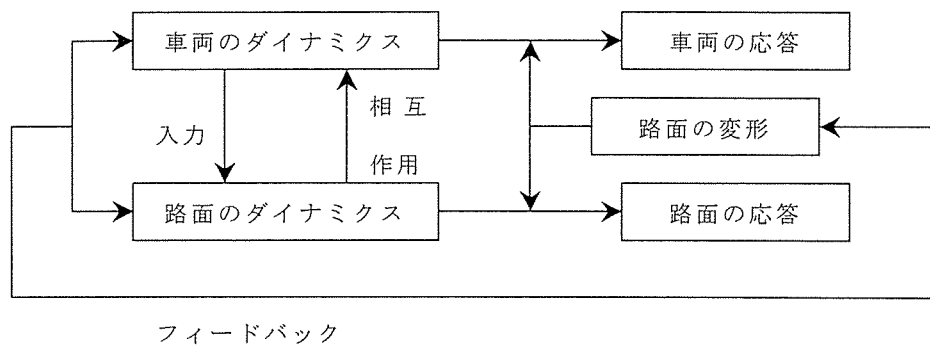 車両のダイナミクス
車両の応答
相互
入力
路面の変形
作用
路面のダイナミクス
路面の応答
フィードバック